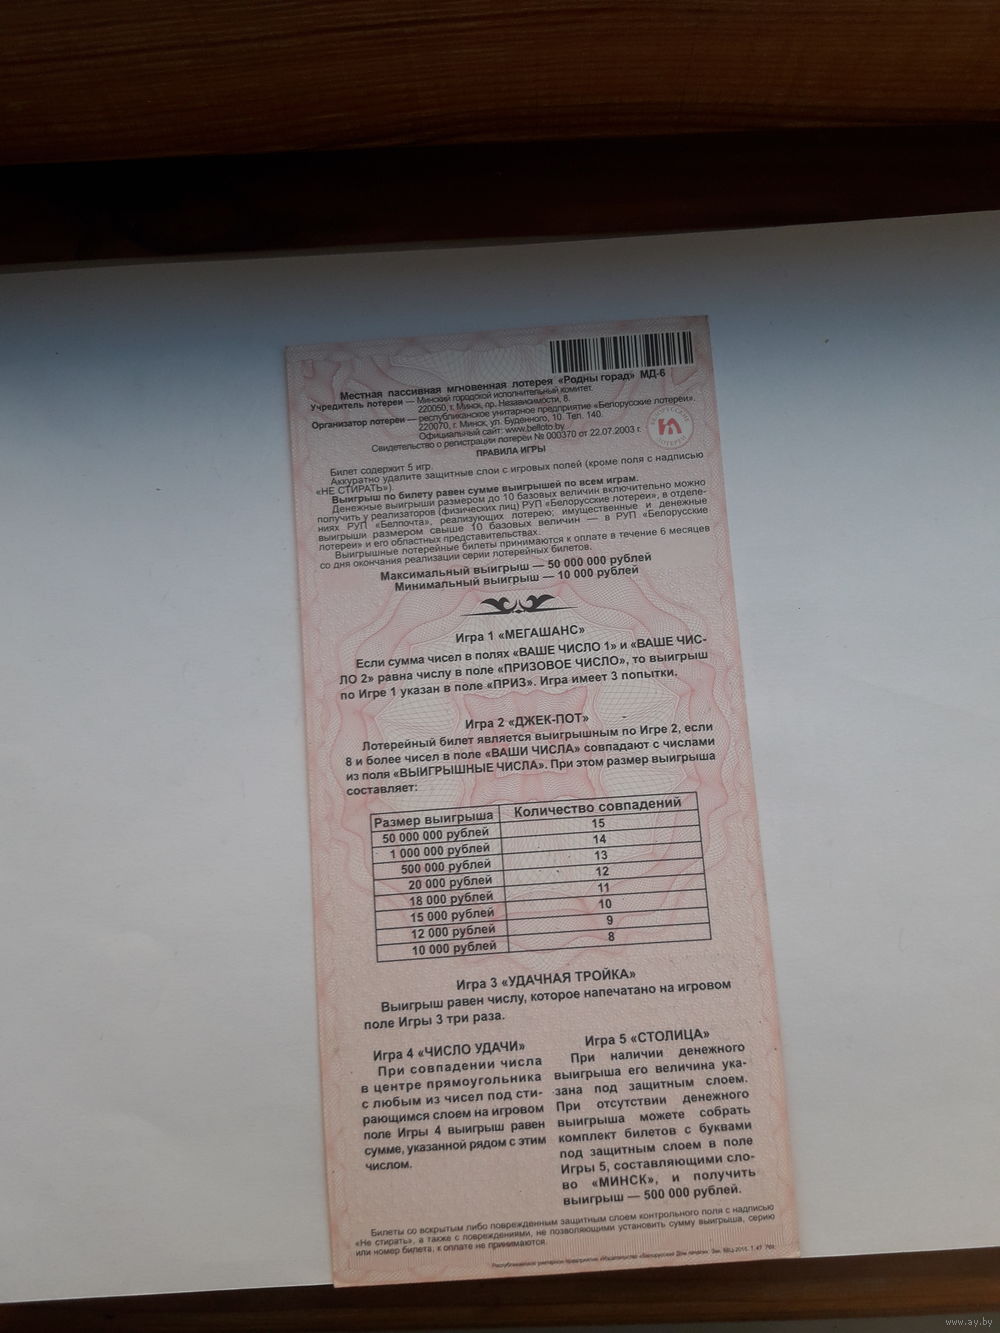 Местная пассивная мгновенная лотерея «Родны горад» МД-6
Учредитель лотереи — Минский городской исполнительный комитет.
220050, г. Минск, пр. Независимости, 8.
Организатор лотереи — республиканское унитарное предприятие «Белорусские лотереи».
220070, г. Минск, ул. Буденного, 10. Тел. 140.
Официальный сайт: www.belloto.by
Свидетельство о регистрации лотереи № 000370 от 22.07.2003 г.
БЕЛОРУССКИЕ
ЛОТЕРЕИ
ПРАВИЛА ИГРЫ
Билет содержит 5 игр.
Аккуратно удалите защитные слои с игровых полей (кроме поля с надписью
«НЕ СТИРАТЬ»).
Выигрыш по билету равен сумме выигрышей по всем играм.
Денежные выигрыши размером до 10 базовых величин включительно можно
получить у реализаторов (физических лиц) РУП «Белорусские лотереи», в отделе-
ниях РУП «Белпочта», реализующих лотерею; имущественные и денежные
выигрыши размером свыше 10 базовых величин — в РУП «Белорусские
лотереи» и его областных представительствах.
Выигрышные лотерейные билеты принимаются к оплате в течение 6 месяцев
со дня окончания реализации серии лотерейных билетов.
Максимальный выигрыш — 50 000 000 рублей
Минимальный выигрыш — 10 000 рублей
Игра 1 «МЕГАШАНС»
Если сумма чисел в полях «ВАШЕ ЧИСЛО 1» и «ВАШЕ ЧИС-
ЛО 2» равна числу в поле «ПРИЗОВОЕ ЧИСЛО», то выигрыш
по Игре 1 указан в поле «ПРИЗ». Игра имеет 3 попытки.
Игра 2 «ДЖЕК-ПОТ»
Лотерейный билет является выигрышным по Игре 2, если
8 и более чисел в поле «ВАШИ ЧИСЛА» совпадают с числами
из поля «ВЫИГРЫШНЫЕ ЧИСЛА». При этом размер выигрыша
составляет:
Размер выигрыша Количество совпадений
50 000 000 рублей 15
1 000 000 рублей 14
500 000 рублей 13
20 000 рублей 12
18 000 рублей 11
15 000 рублей 10
12 000 рублей 9
10 000 рублей 8
Игра 3 «УДАЧНАЯ ТРОЙКА»
Выигрыш равен числу, которое напечатано на игровом
поле Игры 3 три раза.
Игра 4 «ЧИСЛО УДАЧИ»
При совпадении числа
в центре прямоугольника
с любым из чисел под сти-
рающимся слоем на игровом
поле Игры 4 выигрыш равен
сумме, указанной рядом с этим
числом.
Игра 5 «СТОЛИЦА»
При наличии денежного
выигрыша его величина ука-
зана под защитным слоем.
При отсутствии денежного
выигрыша можете собрать
комплект билетов с буквами
под защитным слоем в поле
Игры 5, составляющими сло-
во «МИНСК», и получить
выигрыш — 500 000 рублей.
Билеты со вскрытым либо поврежденным защитным слоем контрольного поля с надписью
«Не стирать», а также с повреждениями, не позволяющими установить сумму выигрыша, серию
или номер билета, к оплате не принимаются.
Республиканское унитарное предприятие «Издательство «Белорусский Дом печати».
www.ay.by